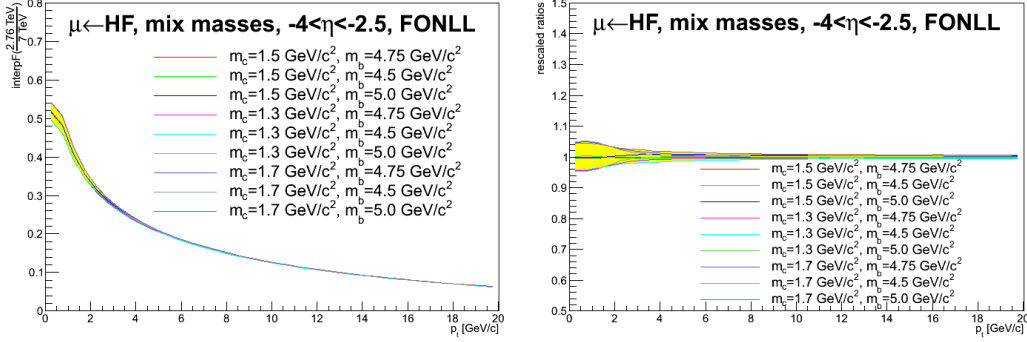 μ←HF, mix masses, -4<η<-2.5, FONLL
interpF(2.76 TeV/7 TeV)
m_c=1.5 GeV/c², m_b=4.75 GeV/c²
m_c=1.5 GeV/c², m_b=4.5 GeV/c²
m_c=1.5 GeV/c², m_b=5.0 GeV/c²
m_c=1.3 GeV/c², m_b=4.75 GeV/c²
m_c=1.3 GeV/c², m_b=4.5 GeV/c²
m_c=1.3 GeV/c², m_b=5.0 GeV/c²
m_c=1.7 GeV/c², m_b=4.75 GeV/c²
m_c=1.7 GeV/c², m_b=4.5 GeV/c²
m_c=1.7 GeV/c², m_b=5.0 GeV/c²
0.8
0.7
0.6
0.5
0.4
0.3
0.2
0.1
0
0 2 4 6 8 10 12 14 16 18 20
p_t [GeV/c]
μ←HF, mix masses, -4<η<-2.5, FONLL
rescaled ratios
1.5
1.4
1.3
1.2
1.1
1
0.9
0.8
0.7
0.6
0.5
m_c=1.5 GeV/c², m_b=4.75 GeV/c²
m_c=1.5 GeV/c², m_b=4.5 GeV/c²
m_c=1.5 GeV/c², m_b=5.0 GeV/c²
m_c=1.3 GeV/c², m_b=4.75 GeV/c²
m_c=1.3 GeV/c², m_b=4.5 GeV/c²
m_c=1.3 GeV/c², m_b=5.0 GeV/c²
m_c=1.7 GeV/c², m_b=4.75 GeV/c²
m_c=1.7 GeV/c², m_b=4.5 GeV/c²
m_c=1.7 GeV/c², m_b=5.0 GeV/c²
0 2 4 6 8 10 12 14 16 18 20
p_t [GeV/c]